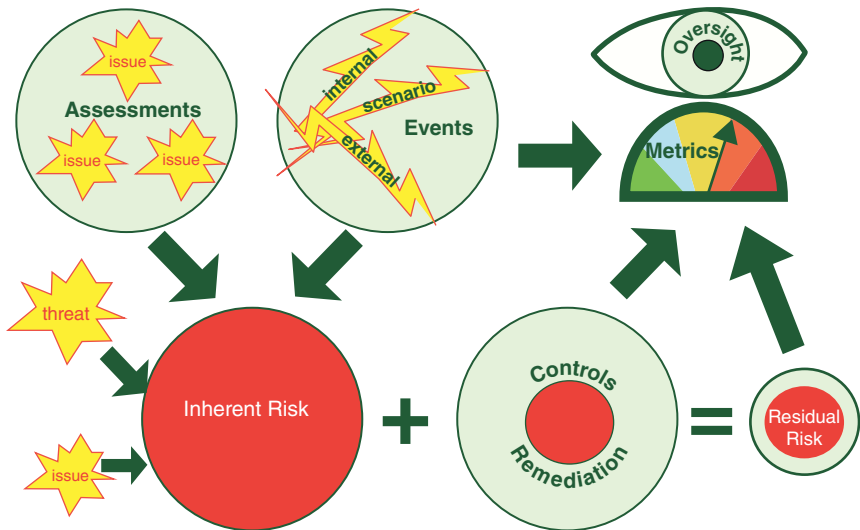 issue
Assessments
issue
issue
internal
scenario
external
Events
Oversight
Metrics
threat
issue
Inherent Risk
+
Controls
Remediation
=
Residual
Risk